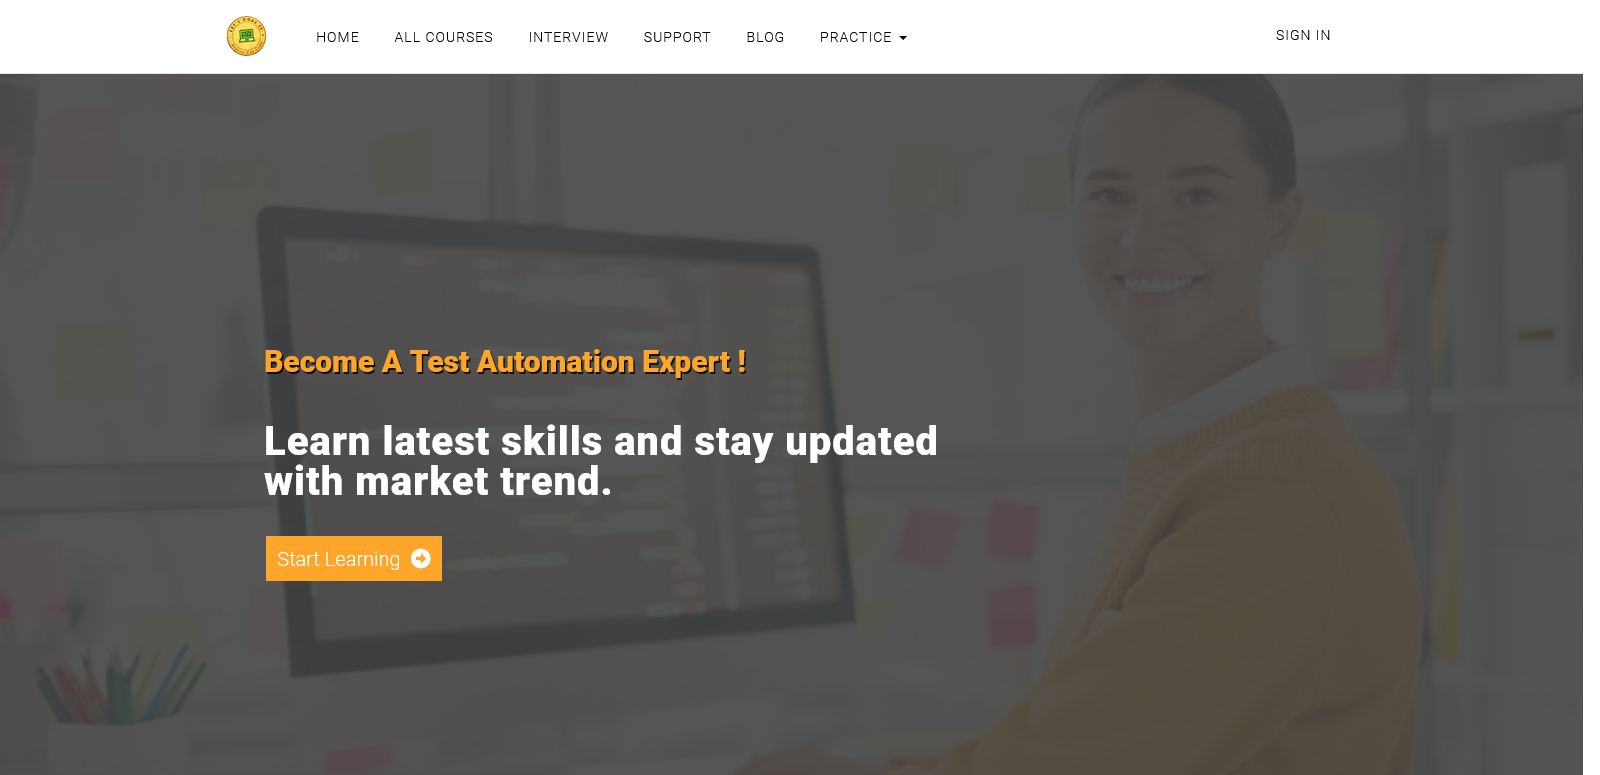 HOME ALL COURSES INTERVIEW SUPPORT BLOG PRACTICE SIGN IN
Become A Test Automation Expert !
Learn latest skills and stay updated
with market trend.
Start Learning